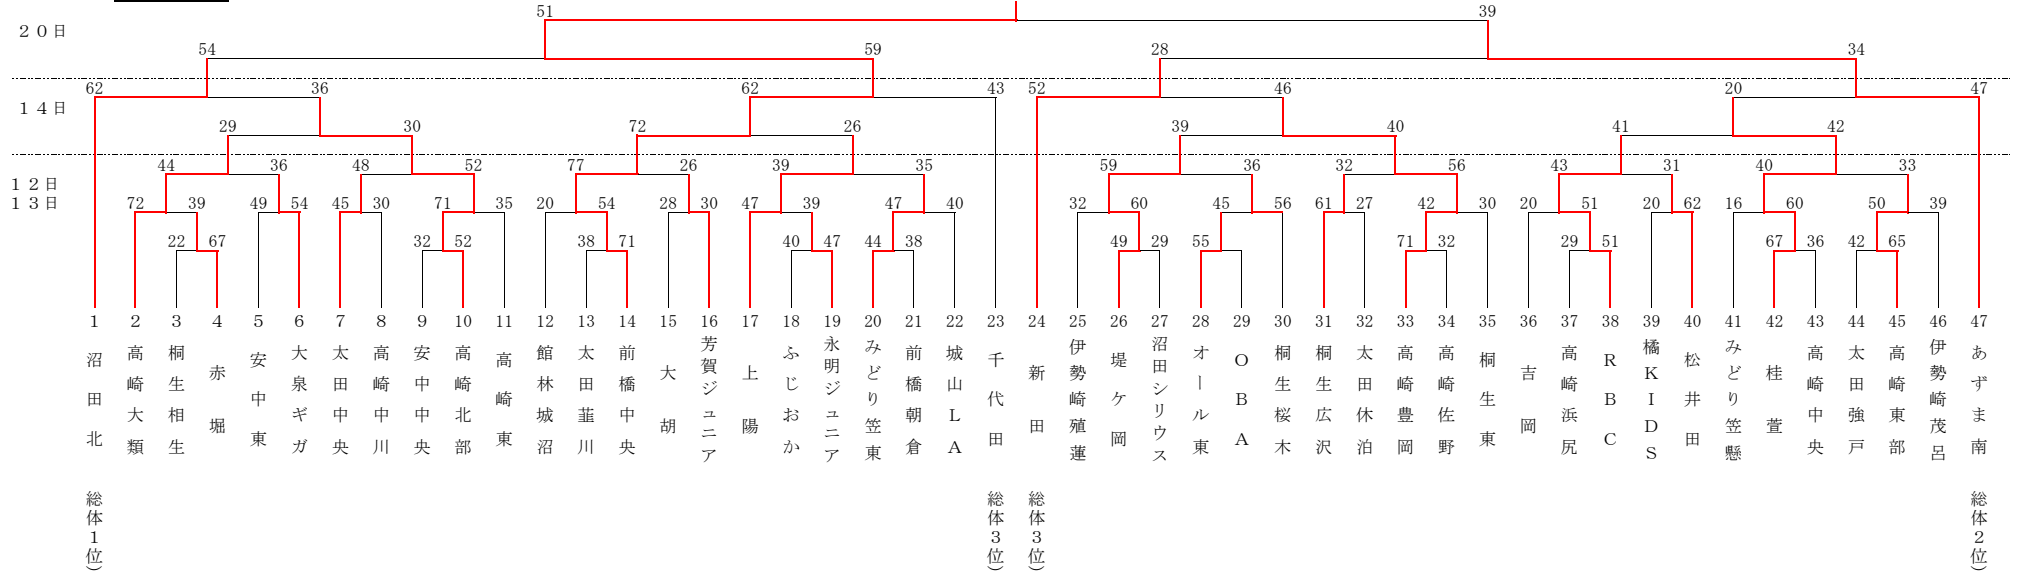 51 39
２０日
54 59 28 34
62 36 62 43 52 46 20 47
１４日
29 30 72 26 39 40 41 42
44 36 48 52 77 26 39 35 59 36 32 56 43 31 40 33
１２日
１３日
72 39 49 54 45 30 71 35 20 54 28 30 47 39 47 40 32 60 45 56 61 27 42 30 20 51 20 62 16 60 50 39
22 67 32 52 38 71 40 47 44 38 49 29 55 71 32 29 51 67 36 42 65
1 2 3 4 5 6 7 8 9 10 11 12 13 14 15 16 17 18 19 20 21 22 23 24 25 26 27 28 29 30 31 32 33 34 35 36 37 38 39 40 41 42 43 44 45 46 47
沼田北
高崎大類
桐生相生
赤堀
安中東
大泉ギガ
太田中央
高崎中川
安中中央
高崎北部
高崎東
館林城沼
太田韮川
前橋中央
大胡
芳賀ジュニア
上陽
ふじおか
永明ジュニア
みどり笠東
前橋朝倉
城山ＬＡ
千代田
新田
伊勢崎殖蓮
堤ケ岡
沼田シリウス
オール東
ＯＢＡ
桐生桜木
桐生広沢
太田休泊
高崎豊岡
高崎佐野
桐生東
吉岡
高崎浜尻
ＲＢＣ
橘ＫＩＤＳ
松井田
みどり笠懸
桂萱
高崎中央
太田強戸
高崎東部
伊勢崎茂呂
あずま南
総体１位）
総体３位）
総体３位）
総体２位）